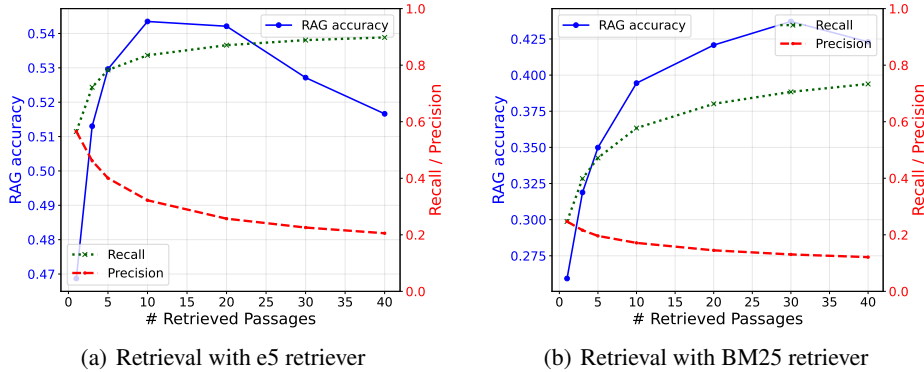 RAG accuracy
0.54
0.53
0.52
0.51
0.50
0.49
0.48
0.47
RAG accuracy
Recall
Precision
1.0
0.8
0.6
0.4
0.2
0.0
Recall / Precision
0 5 10 15 20 25 30 35 40
# Retrieved Passages
(a) Retrieval with e5 retriever
RAG accuracy
0.425
0.400
0.375
0.350
0.325
0.300
0.275
RAG accuracy
Recall
Precision
1.0
0.8
0.6
0.4
0.2
0.0
Recall / Precision
0 5 10 15 20 25 30 35 40
# Retrieved Passages
(b) Retrieval with BM25 retriever